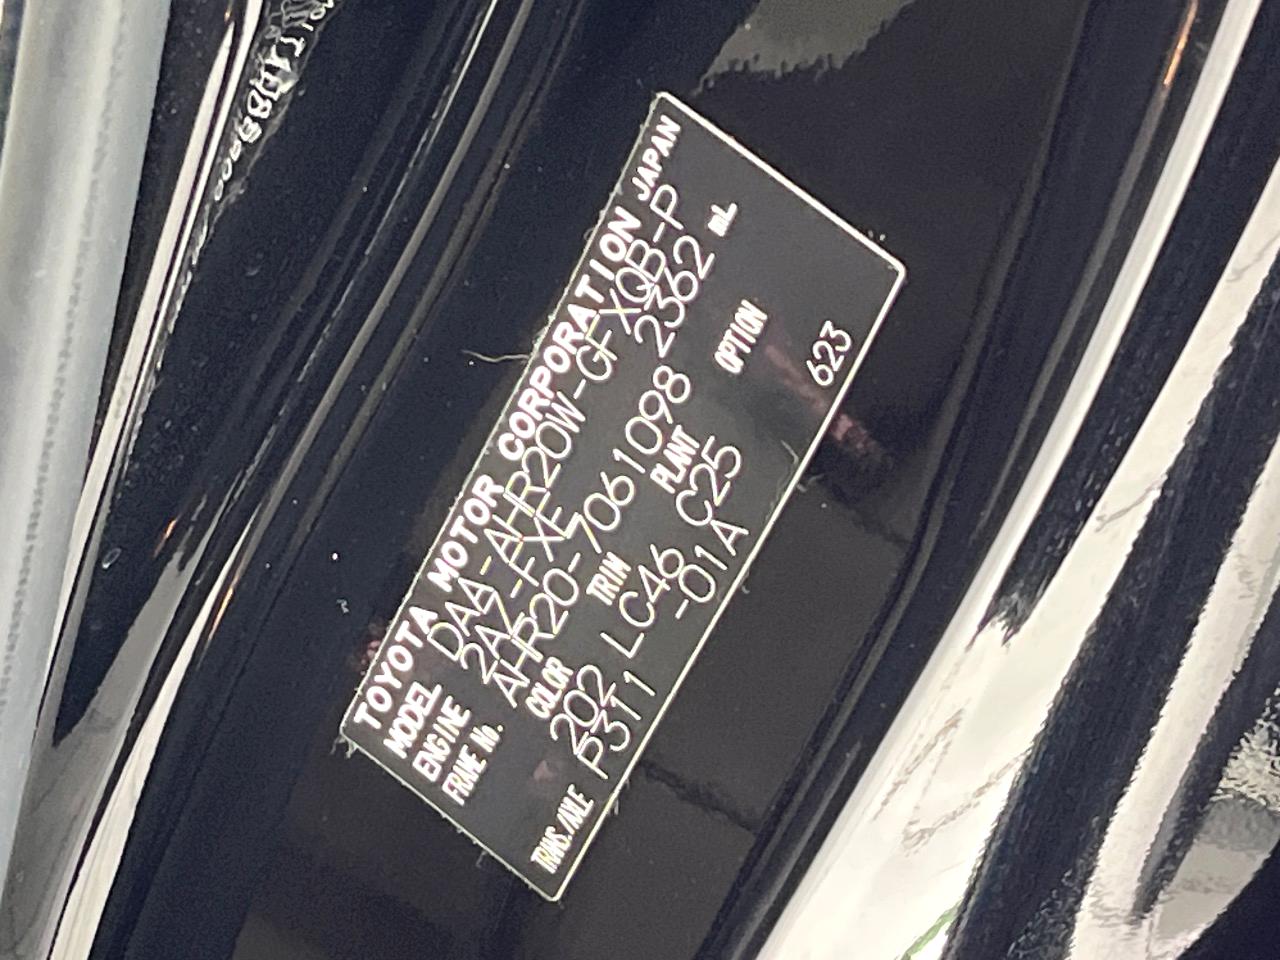 TOYOTA MOTOR CORPORATION JAPAN
MODEL DAA-AHR20W-GFXQB-P
ENGINE 2AZ-FXE 2362 mL
FRAME No. AHR20-7061098
COLOR TRIM PLANT OPTION
202 LC46 C25
TRANS./AXLE P311 -01A 623